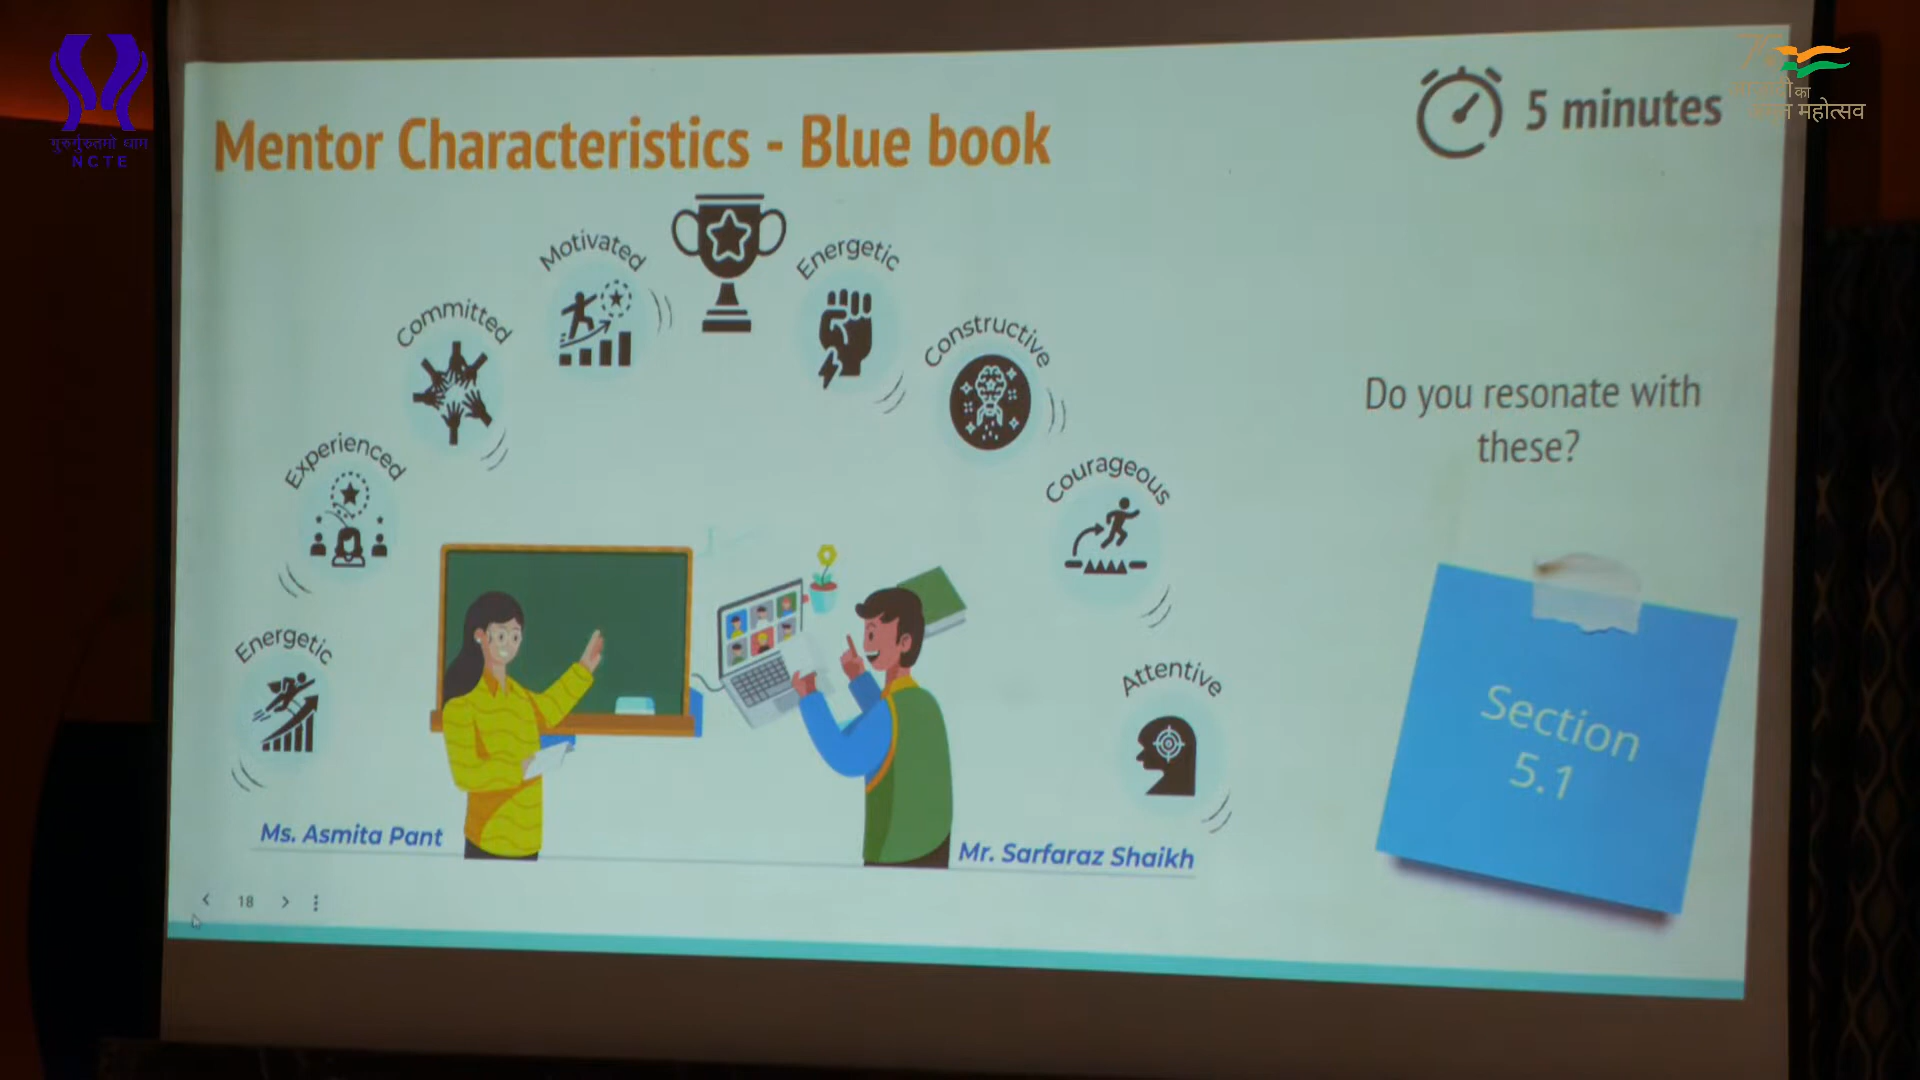 गुरुर्गुरुतमो धाम
NCTE
Mentor Characteristics - Blue book
5 minutes
का
महोत्सव
Motivated
Energetic
Committed
Constructive
Experienced
Courageous
Energetic
Attentive
Do you resonate with
these?
Section
5.1
Ms. Asmita Pant
Mr. Sarfaraz Shaikh
18